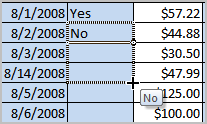 8/1/2008 Yes $57.22
8/2/2008 No $44.88
8/3/2008 $30.50
8/14/2008 $47.99
8/5/2008 $125.00
No
8/6/2008 $100.00